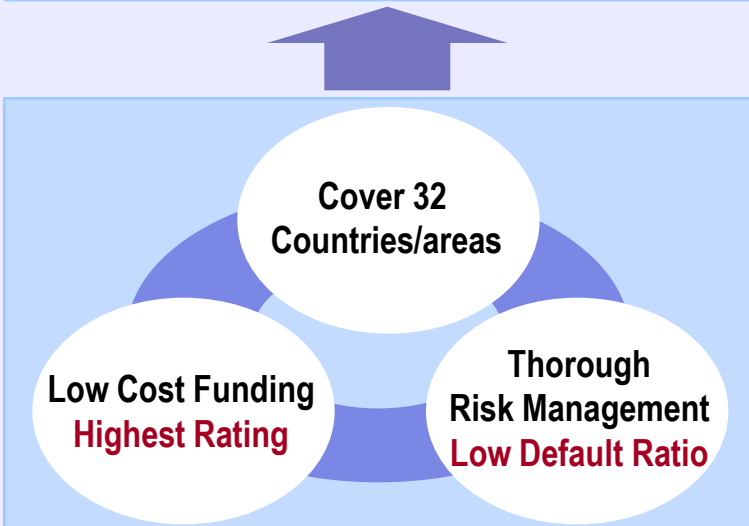 Cover 32
Countries/areas
Low Cost Funding
Highest Rating
Thorough
Risk Management
Low Default Ratio